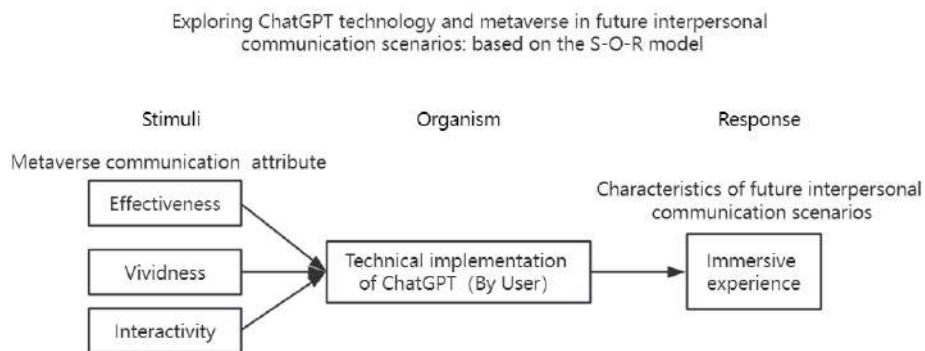 Exploring ChatGPT technology and metaverse in future interpersonal
communication scenarios: based on the S-O-R model
Stimuli
Organism
Response
Metaverse communication attribute
Effectiveness
Vividness
Interactivity
Technical implementation
of ChatGPT (By User)
Characteristics of future interpersonal
communication scenarios
Immersive
experience